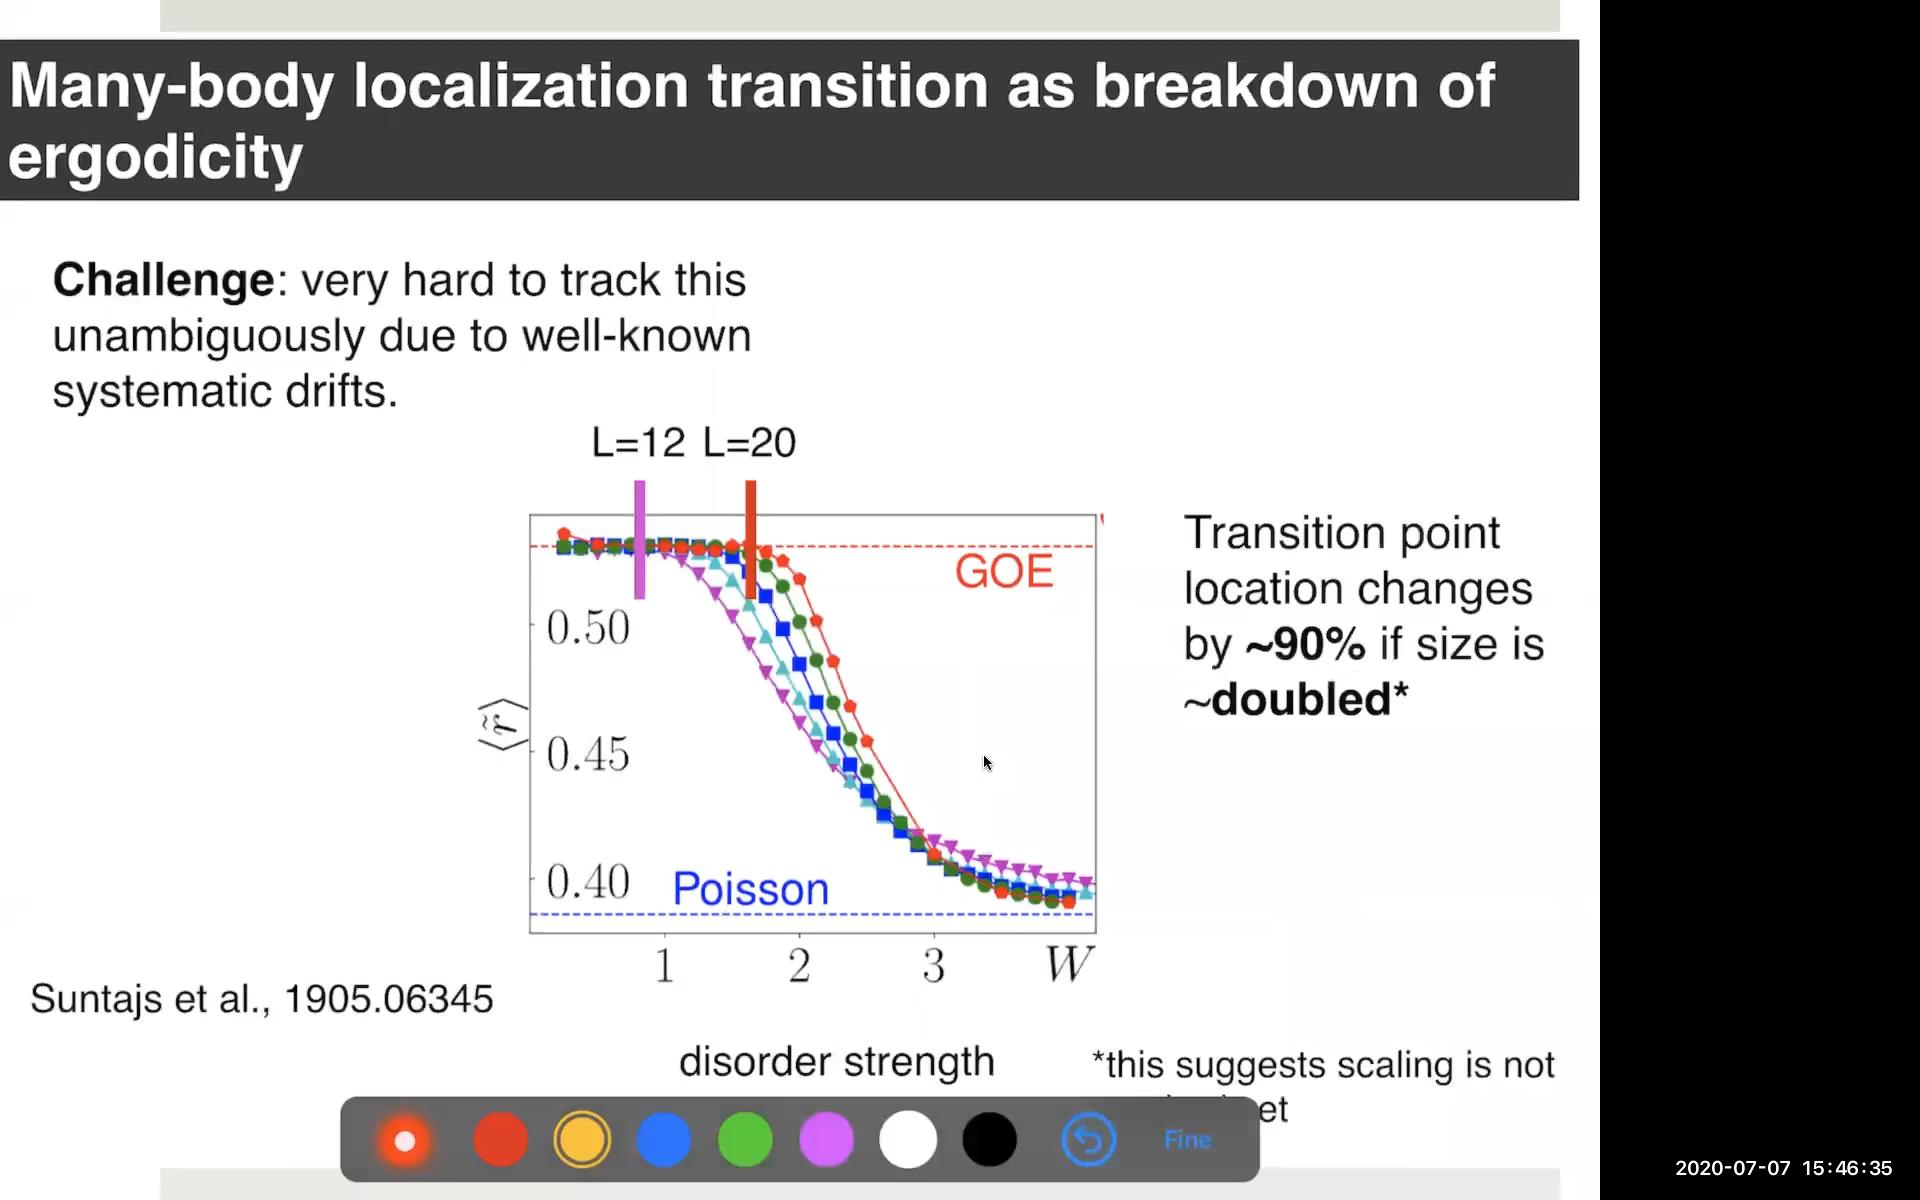 Many-body localization transition as breakdown of
ergodicity
Challenge: very hard to track this
unambiguously due to well-known
systematic drifts.
L=12 L=20
GOE
0.50
0.45
0.40
⟨r̃⟩
Poisson
1 2 3 W
disorder strength
Transition point
location changes
by ~90% if size is
~doubled*
Suntajs et al., 1905.06345
*this suggests scaling is not
et
Fine
2020-07-07 15:46:35